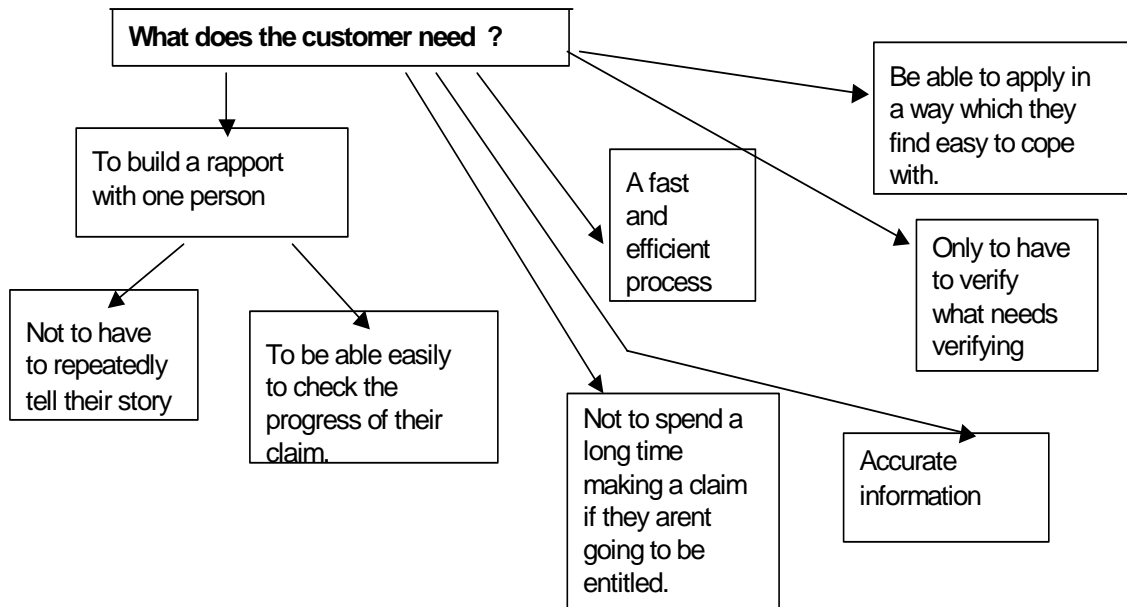 What does the customer need ?
Be able to apply in
a way which they
find easy to cope
with.
To build a rapport
with one person
A fast
and
efficient
process
Only to have
to verify
what needs
verifying
Not to have
to repeatedly
tell their story
To be able easily
to check the
progress of their
claim.
Not to spend a
long time
making a claim
if they arent
going to be
entitled.
Accurate
information